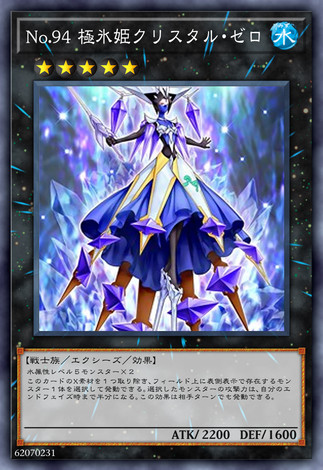 No.94 極氷姫クリスタル・ゼロ
水
94
【戦士族／エクシーズ／効果】
水属性レベル５モンスター×２
このカードのX素材を１つ取り除き、フィールド上に表側表示で存在するモン
スター１体を選択して発動できる。選択したモンスターの攻撃力は、自分のエ
ンドフェイズ時まで半分になる。この効果は相手ターンでも発動できる。
ATK/ 2200 DEF/1600
62070231